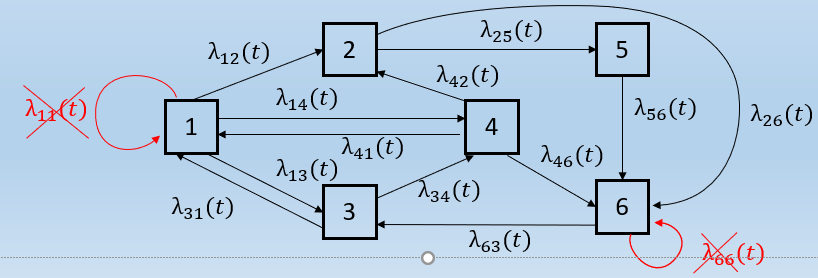 λ₁₂(t)
2
λ₂₅(t)
5
λ₁₁(t)
λ₄₂(t)
λ₁₄(t)
λ₅₆(t)
λ₂₆(t)
1
4
λ₄₁(t)
λ₄₆(t)
λ₁₃(t)
λ₃₁(t)
λ₃₄(t)
3
6
λ₆₃(t)
λ₆₆(t)